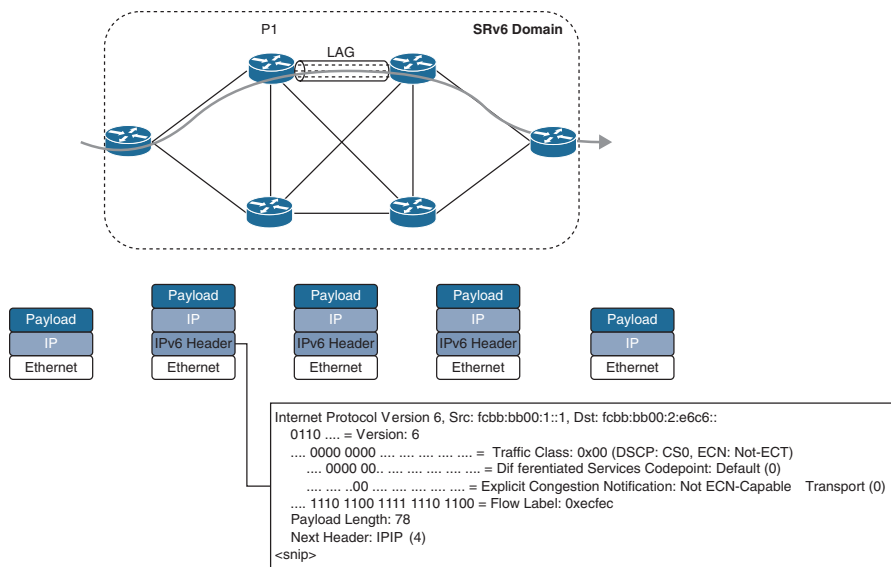 P1
SRv6 Domain
LAG
Payload
IP
Ethernet
Payload
IP
IPv6 Header
Ethernet
Payload
IP
IPv6 Header
Ethernet
Payload
IP
IPv6 Header
Ethernet
Payload
IP
Ethernet
Internet Protocol Version 6, Src: fcbb:bb00:1::1, Dst: fcbb:bb00:2:e6c6::
0110 .... = Version: 6
.... 0000 0000 .... .... .... .... .... = Traffic Class: 0x00 (DSCP: CS0, ECN: Not-ECT)
.... 0000 00.. .... .... .... .... .... = Dif ferentiated Services Codepoint: Default (0)
.... .... ..00 .... .... .... .... .... = Explicit Congestion Notification: Not ECN-Capable Transport (0)
.... 1110 1100 1111 1110 1100 = Flow Label: 0xecfec
Payload Length: 78
Next Header: IPIP (4)
<snip>